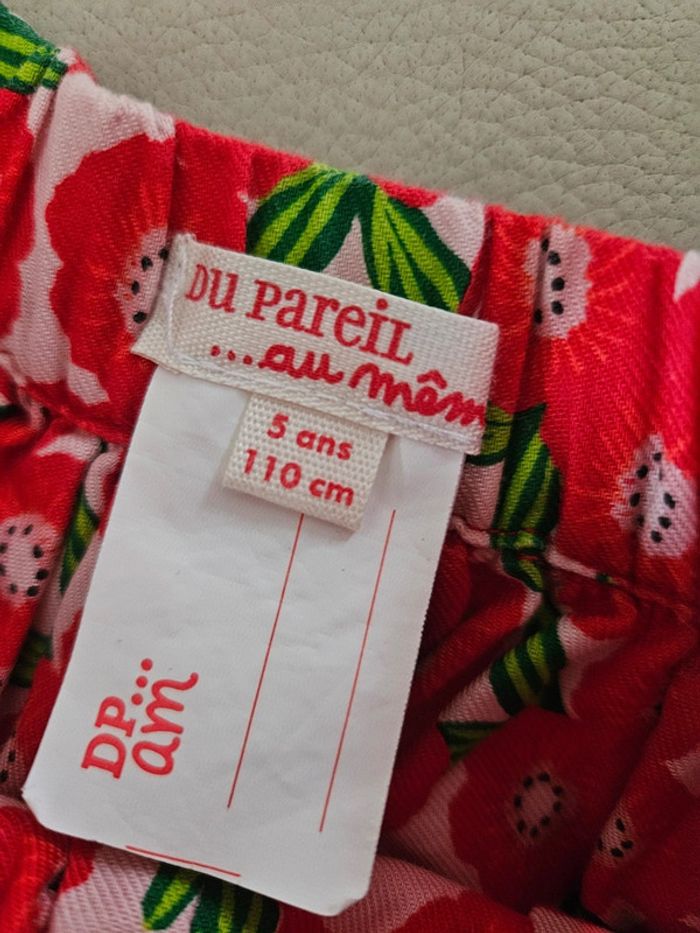 DU PareiL
...au mêm
5 ans
110 cm
DP...
am